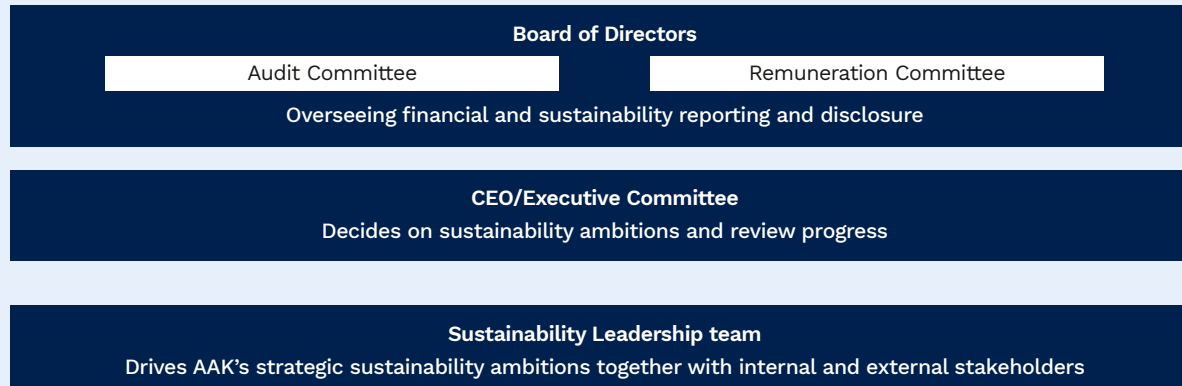 Board of Directors
Audit Committee
Remuneration Committee
Overseeing financial and sustainability reporting and disclosure
CEO/Executive Committee
Decides on sustainability ambitions and review progress
Sustainability Leadership team
Drives AAK's strategic sustainability ambitions together with internal and external stakeholders